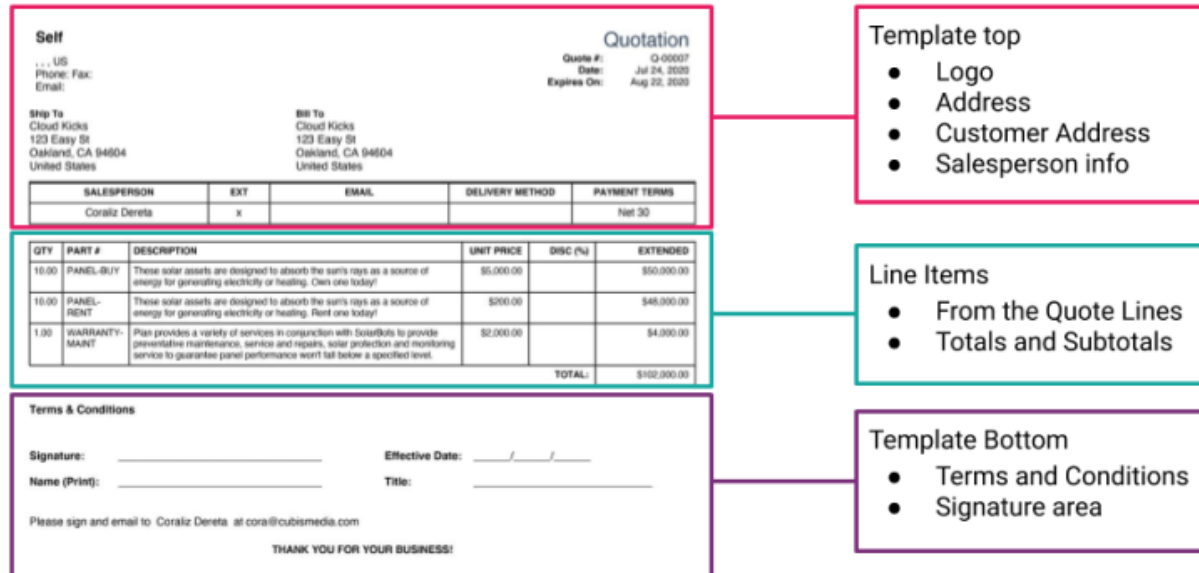 Self
Quotation
, , , US
Phone: Fax:
Email:
Quote #: Q-00007
Date: Jul 24, 2020
Expires On: Aug 22, 2020
Ship To
Cloud Kicks
123 Easy St
Oakland, CA 94604
United States
Bill To
Cloud Kicks
123 Easy St
Oakland, CA 94604
United States
SALESPERSON EXT EMAIL DELIVERY METHOD PAYMENT TERMS
Coraliz Dereta x Net 30
QTY PART # DESCRIPTION UNIT PRICE DISC (%) EXTENDED
10.00 PANEL-BUY These solar assets are designed to absorb the sun's rays as a source of $5,000.00 $50,000.00
energy for generating electricity or heating. Own one today!
10.00 PANEL- These solar assets are designed to absorb the sun's rays as a source of $200.00 $48,000.00
RENT energy for generating electricity or heating. Rent one today!
1.00 WARRANTY- Plan provides a variety of services in conjunction with SolarBots to provide $2,000.00 $4,000.00
MAINT preventative maintenance, service and repairs, solar protection and monitoring
service to guarantee panel performance won't fall below a specified level.
TOTAL: $102,000.00
Terms & Conditions
Signature: Effective Date: / /
Name (Print): Title:
Please sign and email to Coraliz Dereta at cora@cubismedia.com
THANK YOU FOR YOUR BUSINESS!
Template top
● Logo
● Address
● Customer Address
● Salesperson info
Line Items
● From the Quote Lines
● Totals and Subtotals
Template Bottom
● Terms and Conditions
● Signature area